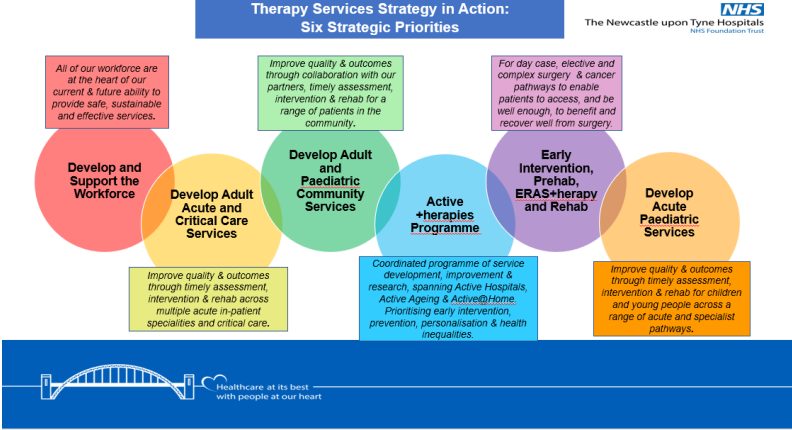 Therapy Services Strategy in Action:
Six Strategic Priorities
NHS
The Newcastle upon Tyne Hospitals
NHS Foundation Trust
All of our workforce are
at the heart of our
current & future ability to
provide safe, sustainable
and effective services.
Improve quality & outcomes
through collaboration with our
partners, timely assessment,
intervention & rehab for a
range of patients in the
community.
For day case, elective and
complex surgery & cancer
pathways to enable
patients to access, and be
well enough, to benefit and
recover well from surgery.
Develop and
Support the
Workforce
Develop Adult
Acute and
Critical Care
Services
Develop Adult
and
Paediatric
Community
Services
Active
+herapies
Programme
Early
Intervention,
Prehab,
ERAS+herapy
and Rehab
Develop
Acute
Paediatric
Services
Improve quality & outcomes
through timely assessment,
intervention & rehab across
multiple acute in-patient
specialities and critical care.
Coordinated programme of service
development, improvement &
research, spanning Active Hospitals,
Active Ageing & Active@Home.
Prioritising early intervention,
prevention, personalisation & health
inequalities.
Improve quality & outcomes
through timely assessment,
intervention & rehab for children
and young people across a
range of acute and specialist
pathways.
Healthcare at its best
with people at our heart